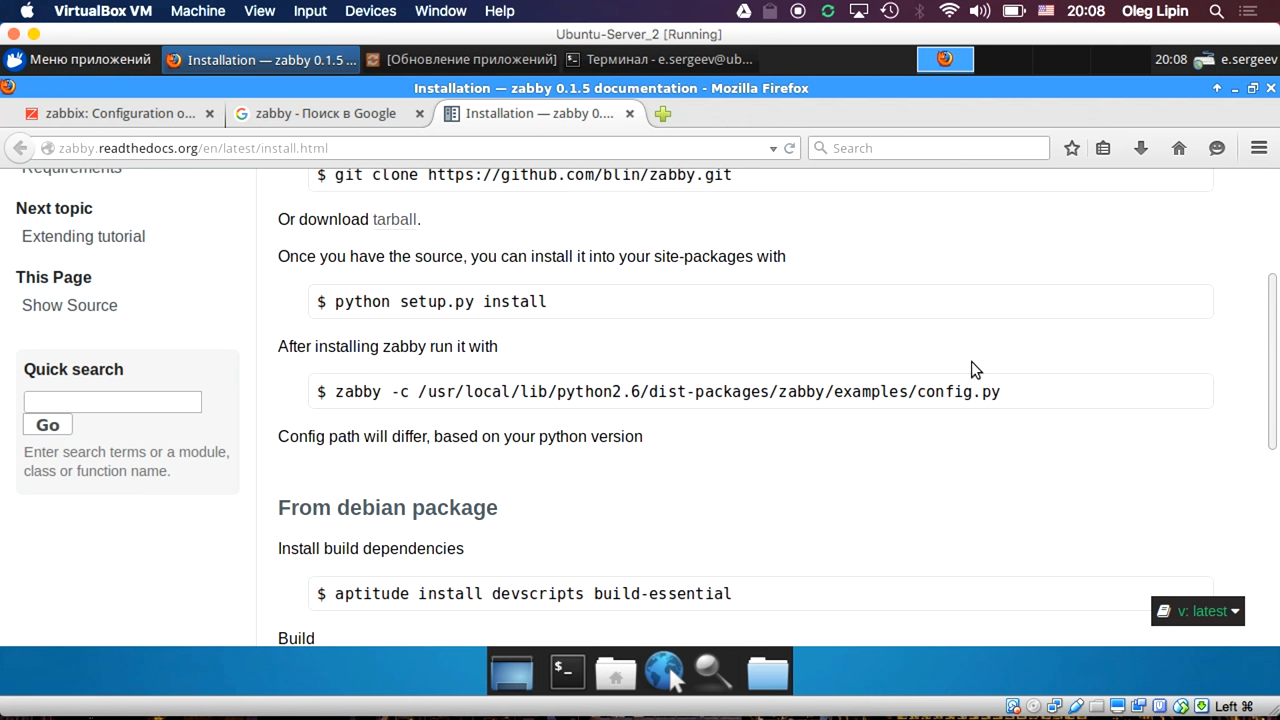 VirtualBox VM Machine View Input Devices Window Help 20:08 Oleg Lipin
Ubuntu-Server_2 [Running]
Меню приложений Installation — zabby 0.1.5 ... [Обновление приложений] Терминал - e.sergeev@ub... 20:08 e.sergeev
Installation — zabby 0.1.5 documentation - Mozilla Firefox
zabbix: Configuration o... zabby - Поиск в Google Installation — zabby 0....
zabby.readthedocs.org/en/latest/install.html Search
Requirements
Next topic
Extending tutorial
This Page
Show Source
Quick search
Go
Enter search terms or a module,
class or function name.
$ git clone https://github.com/blin/zabby.git
Or download tarball.
Once you have the source, you can install it into your site-packages with
$ python setup.py install
After installing zabby run it with
$ zabby -c /usr/local/lib/python2.6/dist-packages/zabby/examples/config.py
Config path will differ, based on your python version
From debian package
Install build dependencies
$ aptitude install devscripts build-essential
Build
v: latest
Left ⌘